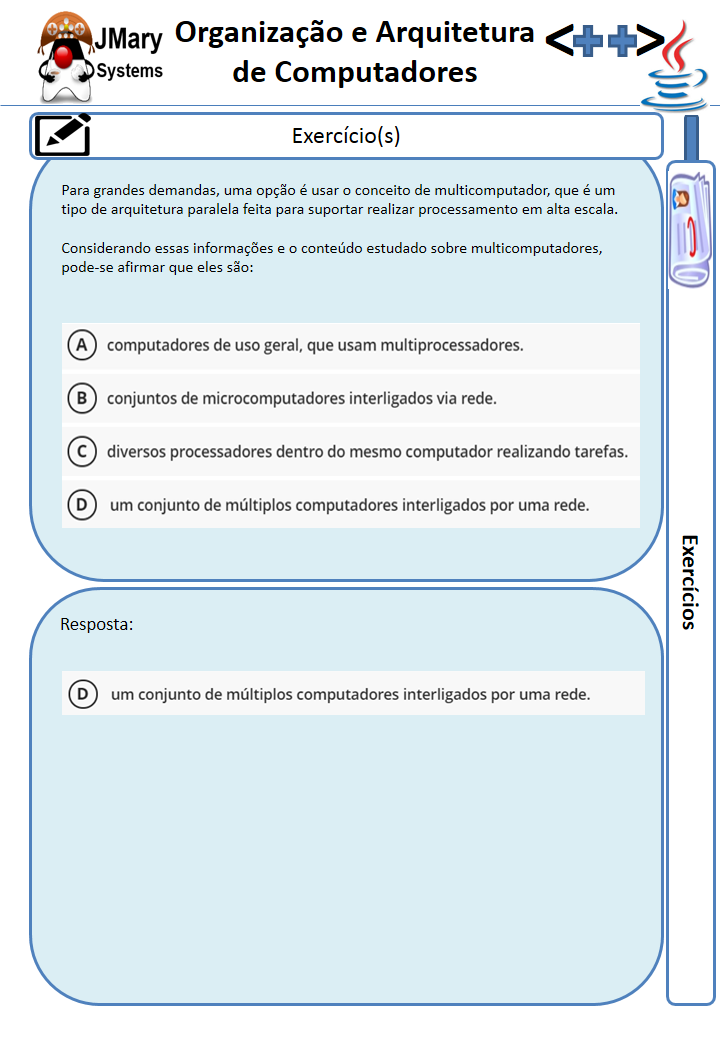 JMary
Systems
Organização e Arquitetura
de Computadores
<++>
Exercício(s)
Para grandes demandas, uma opção é usar o conceito de multicomputador, que é um
tipo de arquitetura paralela feita para suportar realizar processamento em alta escala.
Considerando essas informações e o conteúdo estudado sobre multicomputadores,
pode-se afirmar que eles são:
A computadores de uso geral, que usam multiprocessadores.
B conjuntos de microcomputadores interligados via rede.
C diversos processadores dentro do mesmo computador realizando tarefas.
D um conjunto de múltiplos computadores interligados por uma rede.
Exercícios
Resposta:
D um conjunto de múltiplos computadores interligados por uma rede.